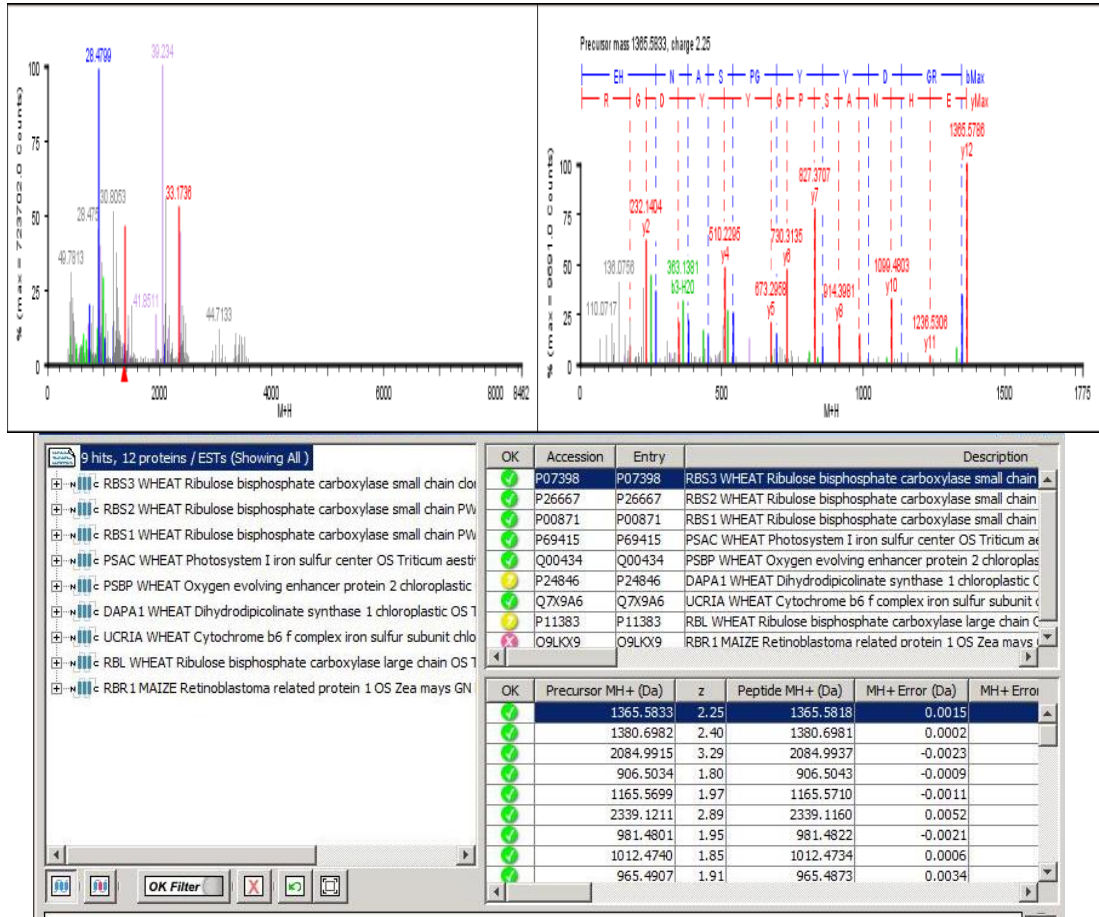 % (max = 723702.0 Counts)
100
75
50
25
0
28.4799
39.234
30.8053
28.475
33.1736
49.7813
41.8511
44.7133
0 2000 4000 6000 8000 8462
M+H
Precursor mass 1365.5833, charge 2.25
EH N A S PG Y Y D GR bMax
R G D Y Y G P S A N H E yMax
% (max = 9691.0 Counts)
100
75
50
25
0
1365.5786
y12
827.3707
y7
232.1404
y2
510.2295
y4
730.3135
y6
136.0756
363.1381
b3-H20
1099.4803
y10
110.0717
673.2958
y5
914.3981
y8
1236.5306
y11
0 500 1000 1500 1775
M+H
9 hits, 12 proteins / ESTs (Showing All )
N C RBS3 WHEAT Ribulose bisphosphate carboxylase small chain clo
N C RBS2 WHEAT Ribulose bisphosphate carboxylase small chain PW
N C RBS1 WHEAT Ribulose bisphosphate carboxylase small chain PW
N C PSAC WHEAT Photosystem I iron sulfur center OS Triticum aesti
N C PSBP WHEAT Oxygen evolving enhancer protein 2 chloroplastic
N C DAPA1 WHEAT Dihydrodipicolinate synthase 1 chloroplastic OS T
N C UCRIA WHEAT Cytochrome b6 f complex iron sulfur subunit chlo
N C RBL WHEAT Ribulose bisphosphate carboxylase large chain OS T
N C RBR1 MAIZE Retinoblastoma related protein 1 OS Zea mays GN
OK Filter
OK Accession Entry Description
P07398 P07398 RBS3 WHEAT Ribulose bisphosphate carboxylase small chain
P26667 P26667 RBS2 WHEAT Ribulose bisphosphate carboxylase small chain
P00871 P00871 RBS1 WHEAT Ribulose bisphosphate carboxylase small chain
P69415 P69415 PSAC WHEAT Photosystem I iron sulfur center OS Triticum ae
Q00434 Q00434 PSBP WHEAT Oxygen evolving enhancer protein 2 chloroplas
P24846 P24846 DAPA1 WHEAT Dihydrodipicolinate synthase 1 chloroplastic C
Q7X9A6 Q7X9A6 UCRIA WHEAT Cytochrome b6 f complex iron sulfur subunit c
P11383 P11383 RBL WHEAT Ribulose bisphosphate carboxylase large chain C
Q9LKX9 Q9LKX9 RBR1 MAIZE Retinoblastoma related protein 1 OS Zea mays
OK Precursor MH+ (Da) z Peptide MH+ (Da) MH+ Error (Da) MH+ Erro
1365.5833 2.25 1365.5818 0.0015
1380.6982 2.40 1380.6981 0.0002
2084.9915 3.29 2084.9937 -0.0023
906.5034 1.80 906.5043 -0.0009
1165.5699 1.97 1165.5710 -0.0011
2339.1211 2.89 2339.1160 0.0052
981.4801 1.95 981.4822 -0.0021
1012.4740 1.85 1012.4734 0.0006
965.4907 1.91 965.4873 0.0034